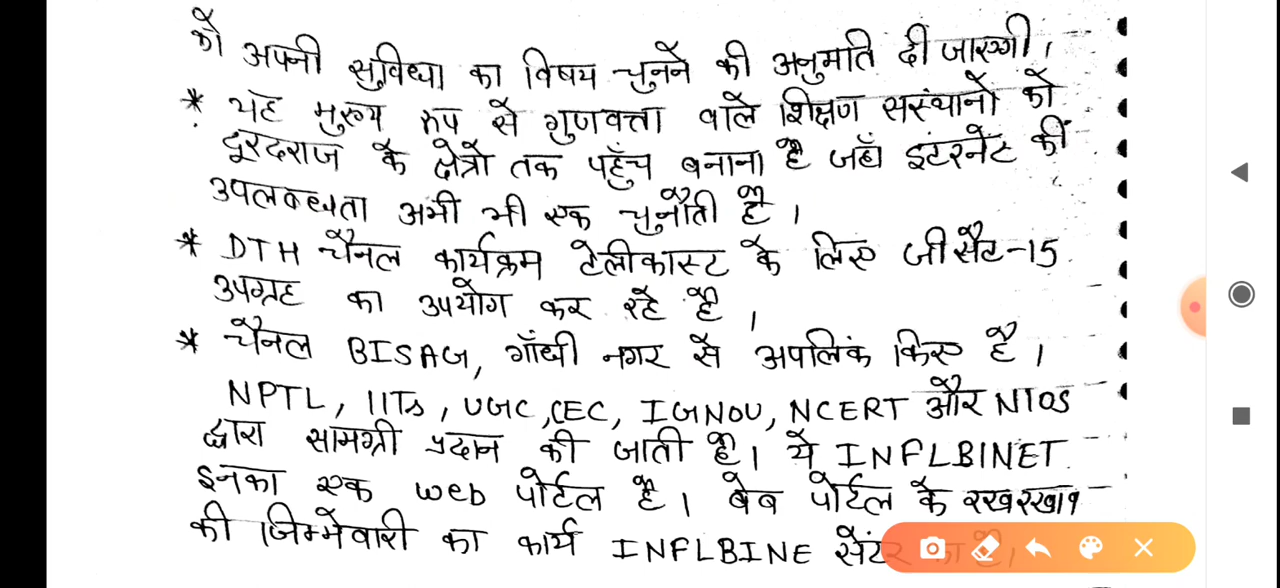 को अपनी सुविधा का विषय चुनने की अनुमति दी जाएगी।
* यह मुख्य रूप से गुणवत्ता वाले शिक्षण संस्थानो को
दूरदराज के क्षेत्रो तक पहुँच बनाना है जहाँ इंटरनेट की
उपलब्धता अभी भी एक चुनौती है।
* DTH चैनल कार्यक्रम टेलीकास्ट के लिए जीसैट-15
उपग्रह का उपयोग कर रहे है।
* चैनल BISAG, गाँधी नगर से अपलिंक किए है।
NPTL, IITs, UGC, CEC, IGNOU, NCERT और NIOS
द्वारा सामग्री प्रदान की जाती है। ये INFLBINET
इनका एक web पोर्टल है। बेब पोर्टल के रखरखाव
की जिम्मेवारी का कार्य INFLBINE सेंटर का है।